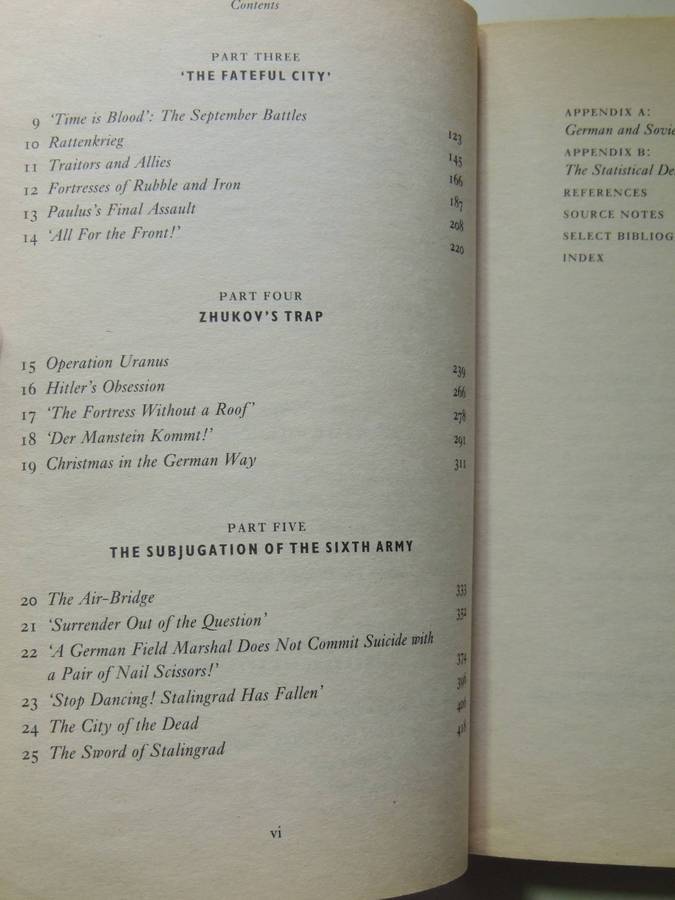 Contents
PART THREE
'THE FATEFUL CITY'
9 'Time is Blood': The September Battles 123
10 Rattenkrieg 145
11 Traitors and Allies 166
12 Fortresses of Rubble and Iron 187
13 Paulus's Final Assault 208
14 'All For the Front!' 220
PART FOUR
ZHUKOV'S TRAP
15 Operation Uranus 239
16 Hitler's Obsession 266
17 'The Fortress Without a Roof' 278
18 'Der Manstein Kommt!' 291
19 Christmas in the German Way 311
PART FIVE
THE SUBJUGATION OF THE SIXTH ARMY
20 The Air-Bridge 333
21 'Surrender Out of the Question' 352
22 'A German Field Marshal Does Not Commit Suicide with
a Pair of Nail Scissors!' 374
23 'Stop Dancing! Stalingrad Has Fallen' 396
24 The City of the Dead 406
25 The Sword of Stalingrad 418
vi
APPENDIX A:
German and Sovie
APPENDIX B:
The Statistical De
REFERENCES
SOURCE NOTES
SELECT BIBLIOG
INDEX